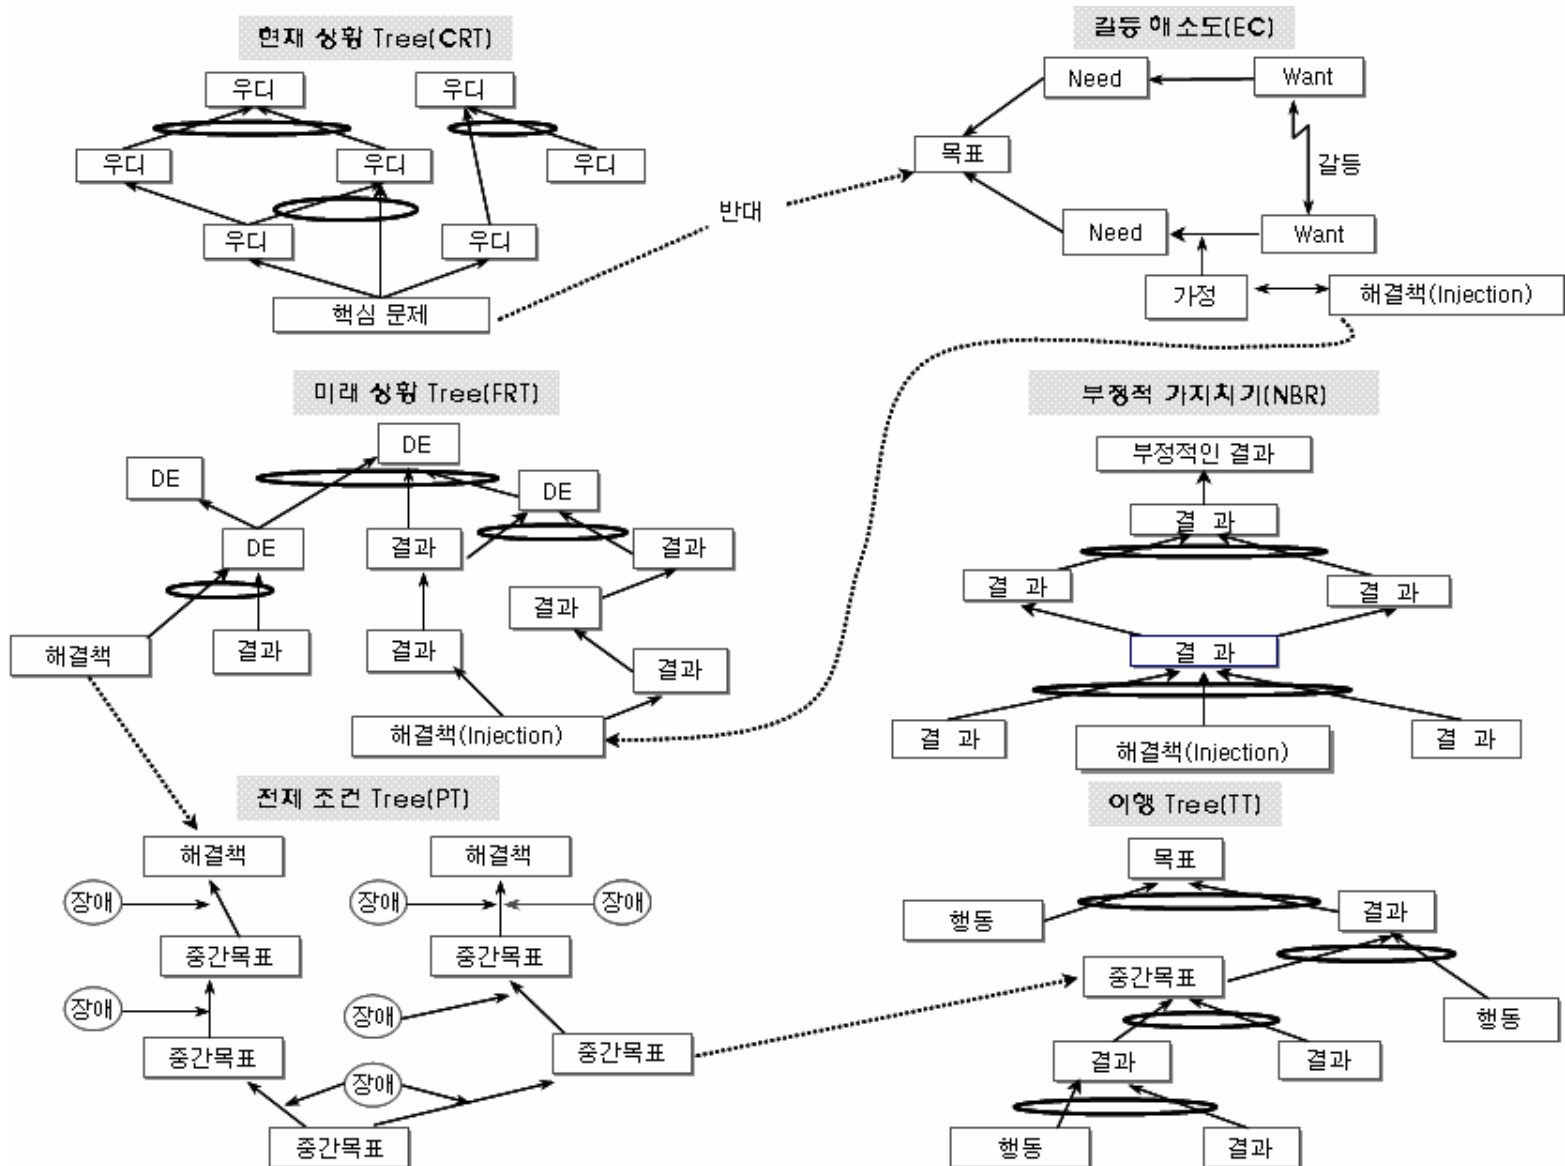 현재 상황 Tree(CRT)
우디
우디
우디
우디
우디
우디
우디
핵심 문제
반대
갈등 해소도(EC)
Need
Want
목표
갈등
Need
Want
가정
해결책(Injection)
미래 상황 Tree(FRT)
DE
DE
DE
DE
결과
결과
결과
해결책
결과
결과
결과
해결책(Injection)
부정적 가지치기(NBR)
부정적인 결과
결 과
결 과
결 과
결 과
결 과
해결책(Injection)
결 과
전제 조건 Tree(PT)
해결책
해결책
장애
장애
장애
중간목표
중간목표
장애
장애
중간목표
중간목표
장애
중간목표
이행 Tree(TT)
목표
행동
결과
중간목표
행동
결과
결과
행동
결과